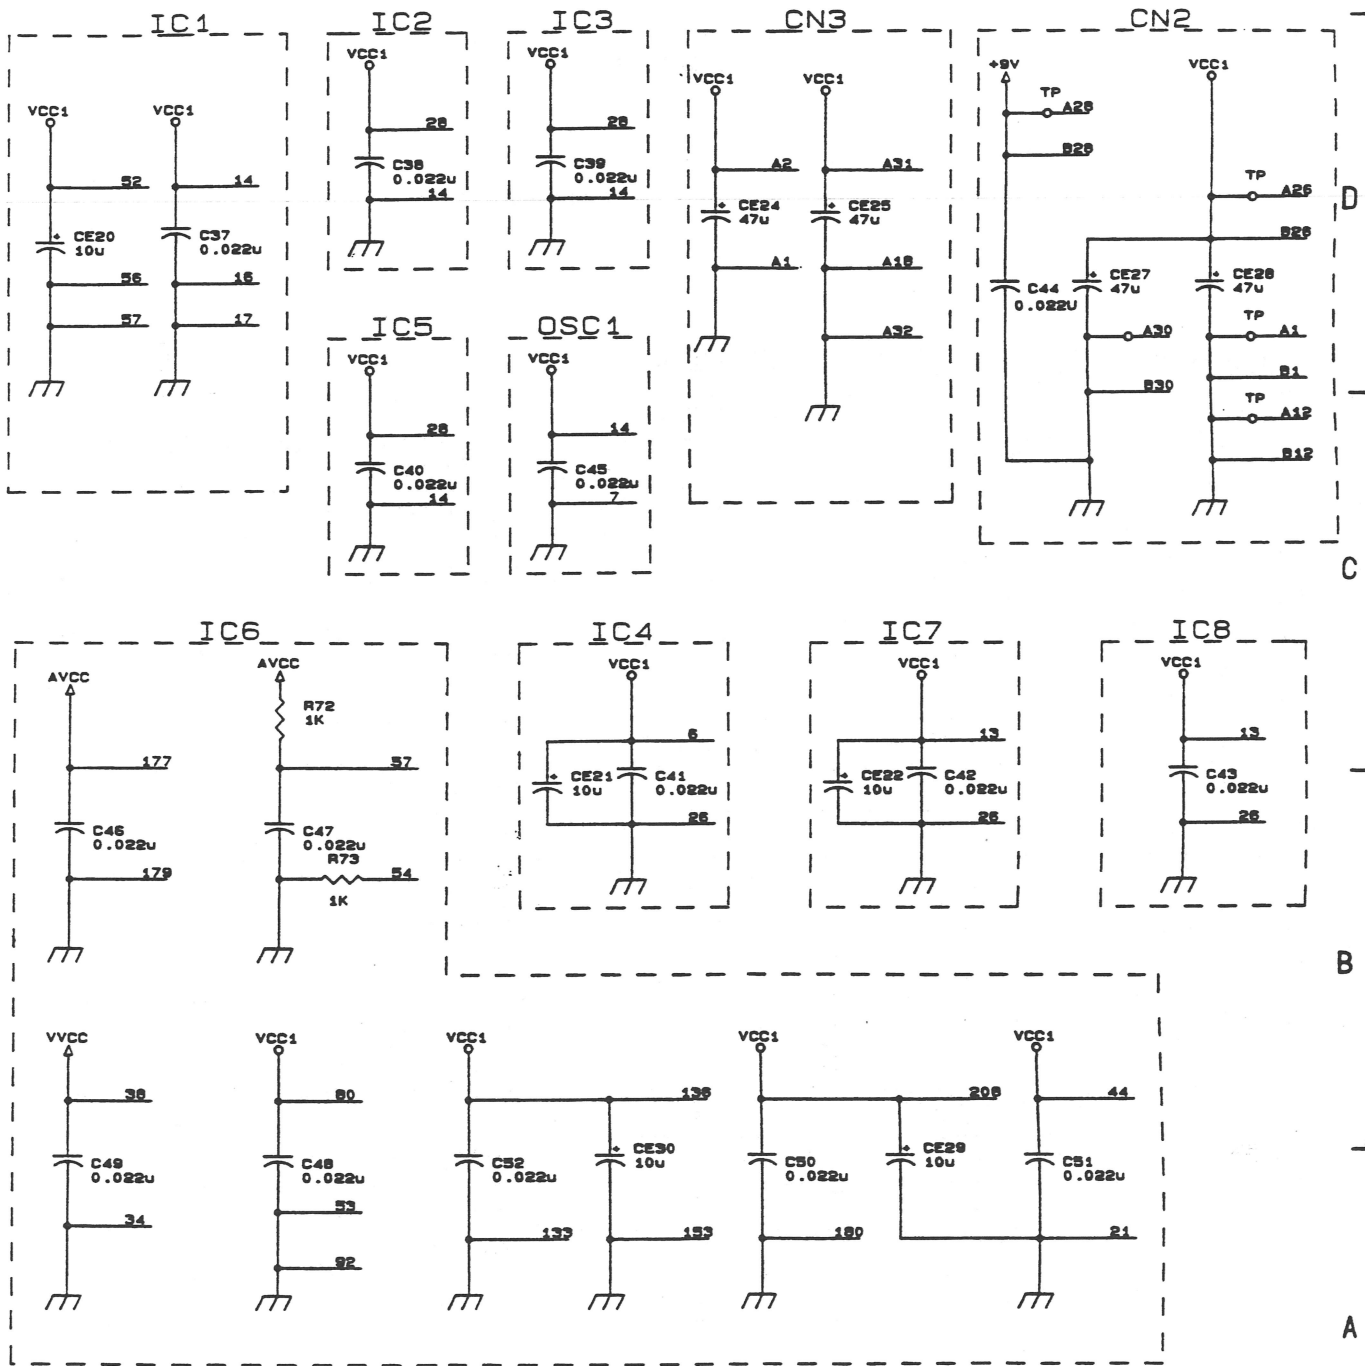 IC1
VCC1
VCC1
52
14
CE20
10u
C37
0.022u
56
16
57
17
IC2
VCC1
28
C38
0.022u
14
IC3
VCC1
28
C39
0.022u
14
CN3
VCC1
VCC1
A2
A31
CE24
47u
CE25
47u
A1
A18
A32
CN2
+9V
VCC1
TP
A28
B28
TP
A26
B26
C44
0.022U
CE27
47u
CE28
47u
A30
TP
A1
B30
B1
TP
A12
B12
D
IC5
VCC1
28
C40
0.022u
14
OSC1
VCC1
14
C45
0.022u
7
C
IC6
AVCC
AVCC
R72
1K
177
57
C46
0.022u
C47
0.022u
R73
179
54
1K
IC4
VCC1
6
CE21
10u
C41
0.022u
26
IC7
VCC1
13
CE22
10u
C42
0.022u
26
IC8
VCC1
13
C43
0.022u
26
B
VVCC
VCC1
VCC1
VCC1
VCC1
38
80
136
208
44
C49
0.022u
C48
0.022u
C52
0.022u
CE30
10u
C50
0.022u
CE29
10u
C51
0.022u
34
53
133
153
180
21
92
A